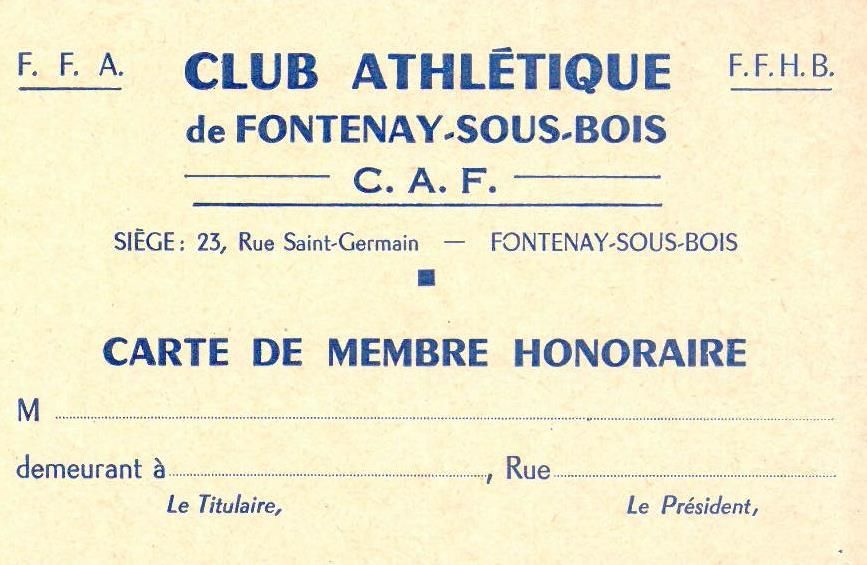 F. F. A. CLUB ATHLÉTIQUE F.F.H.B.
de FONTENAY-SOUS-BOIS
C. A. F.
SIÈGE: 23, Rue Saint-Germain — FONTENAY-SOUS-BOIS
CARTE DE MEMBRE HONORAIRE
M
demeurant à , Rue
Le Titulaire, Le Président,